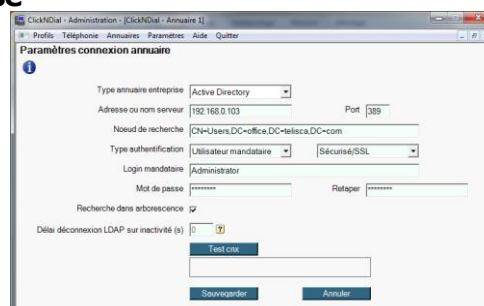 se
ClickNDial - Administration - [ClickNDial - Annuaire 1]
Profils Téléphonie Annuaires Paramètres Aide Quitter
Paramètres connexion annuaire
Type annuaire entreprise Active Directory
Adresse ou nom serveur 192.168.0.103 Port 389
Noeud de recherche CN=Users,DC=office,DC=telisca,DC=com
Type authentification Utilisateur mandataire Sécurisé/SSL
Login mandataire Administrator
Mot de passe ******** Retaper ********
Recherche dans arborescence
Délai déconnexion LDAP sur inactivité (s) 0 ?
Test cnx
Sauvegarder Annuler